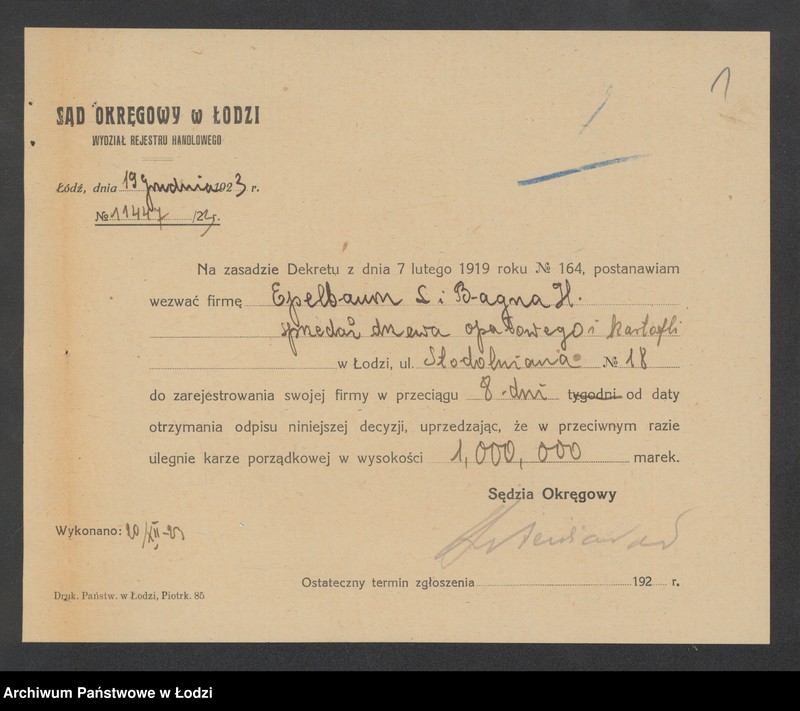 1
SĄD OKRĘGOWY w ŁODZI
WYDZIAŁ REJESTRU HANDLOWEGO
Łódź, dnia 19 grudnia 1923 r.
№ 11447 /
Na zasadzie Dekretu z dnia 7 lutego 1919 roku № 164, postanawiam
wezwać firmę Epelbaum L i Bagna H.
sprzedaż drzewa opałowego i kartofli
w Łodzi, ul. Stodolniana № 18
do zarejestrowania swojej firmy w przeciągu 8 dni tygodni od daty
otrzymania odpisu niniejszej decyzji, uprzedzając, że w przeciwnym razie
ulegnie karze porządkowej w wysokości 1,000,000 marek.
Sędzia Okręgowy
Wykonano: 20/XII-23
Ostateczny termin zgłoszenia 192 r.
Druk. Państw. w Łodzi, Piotrk. 85
Archiwum Państwowe w Łodzi